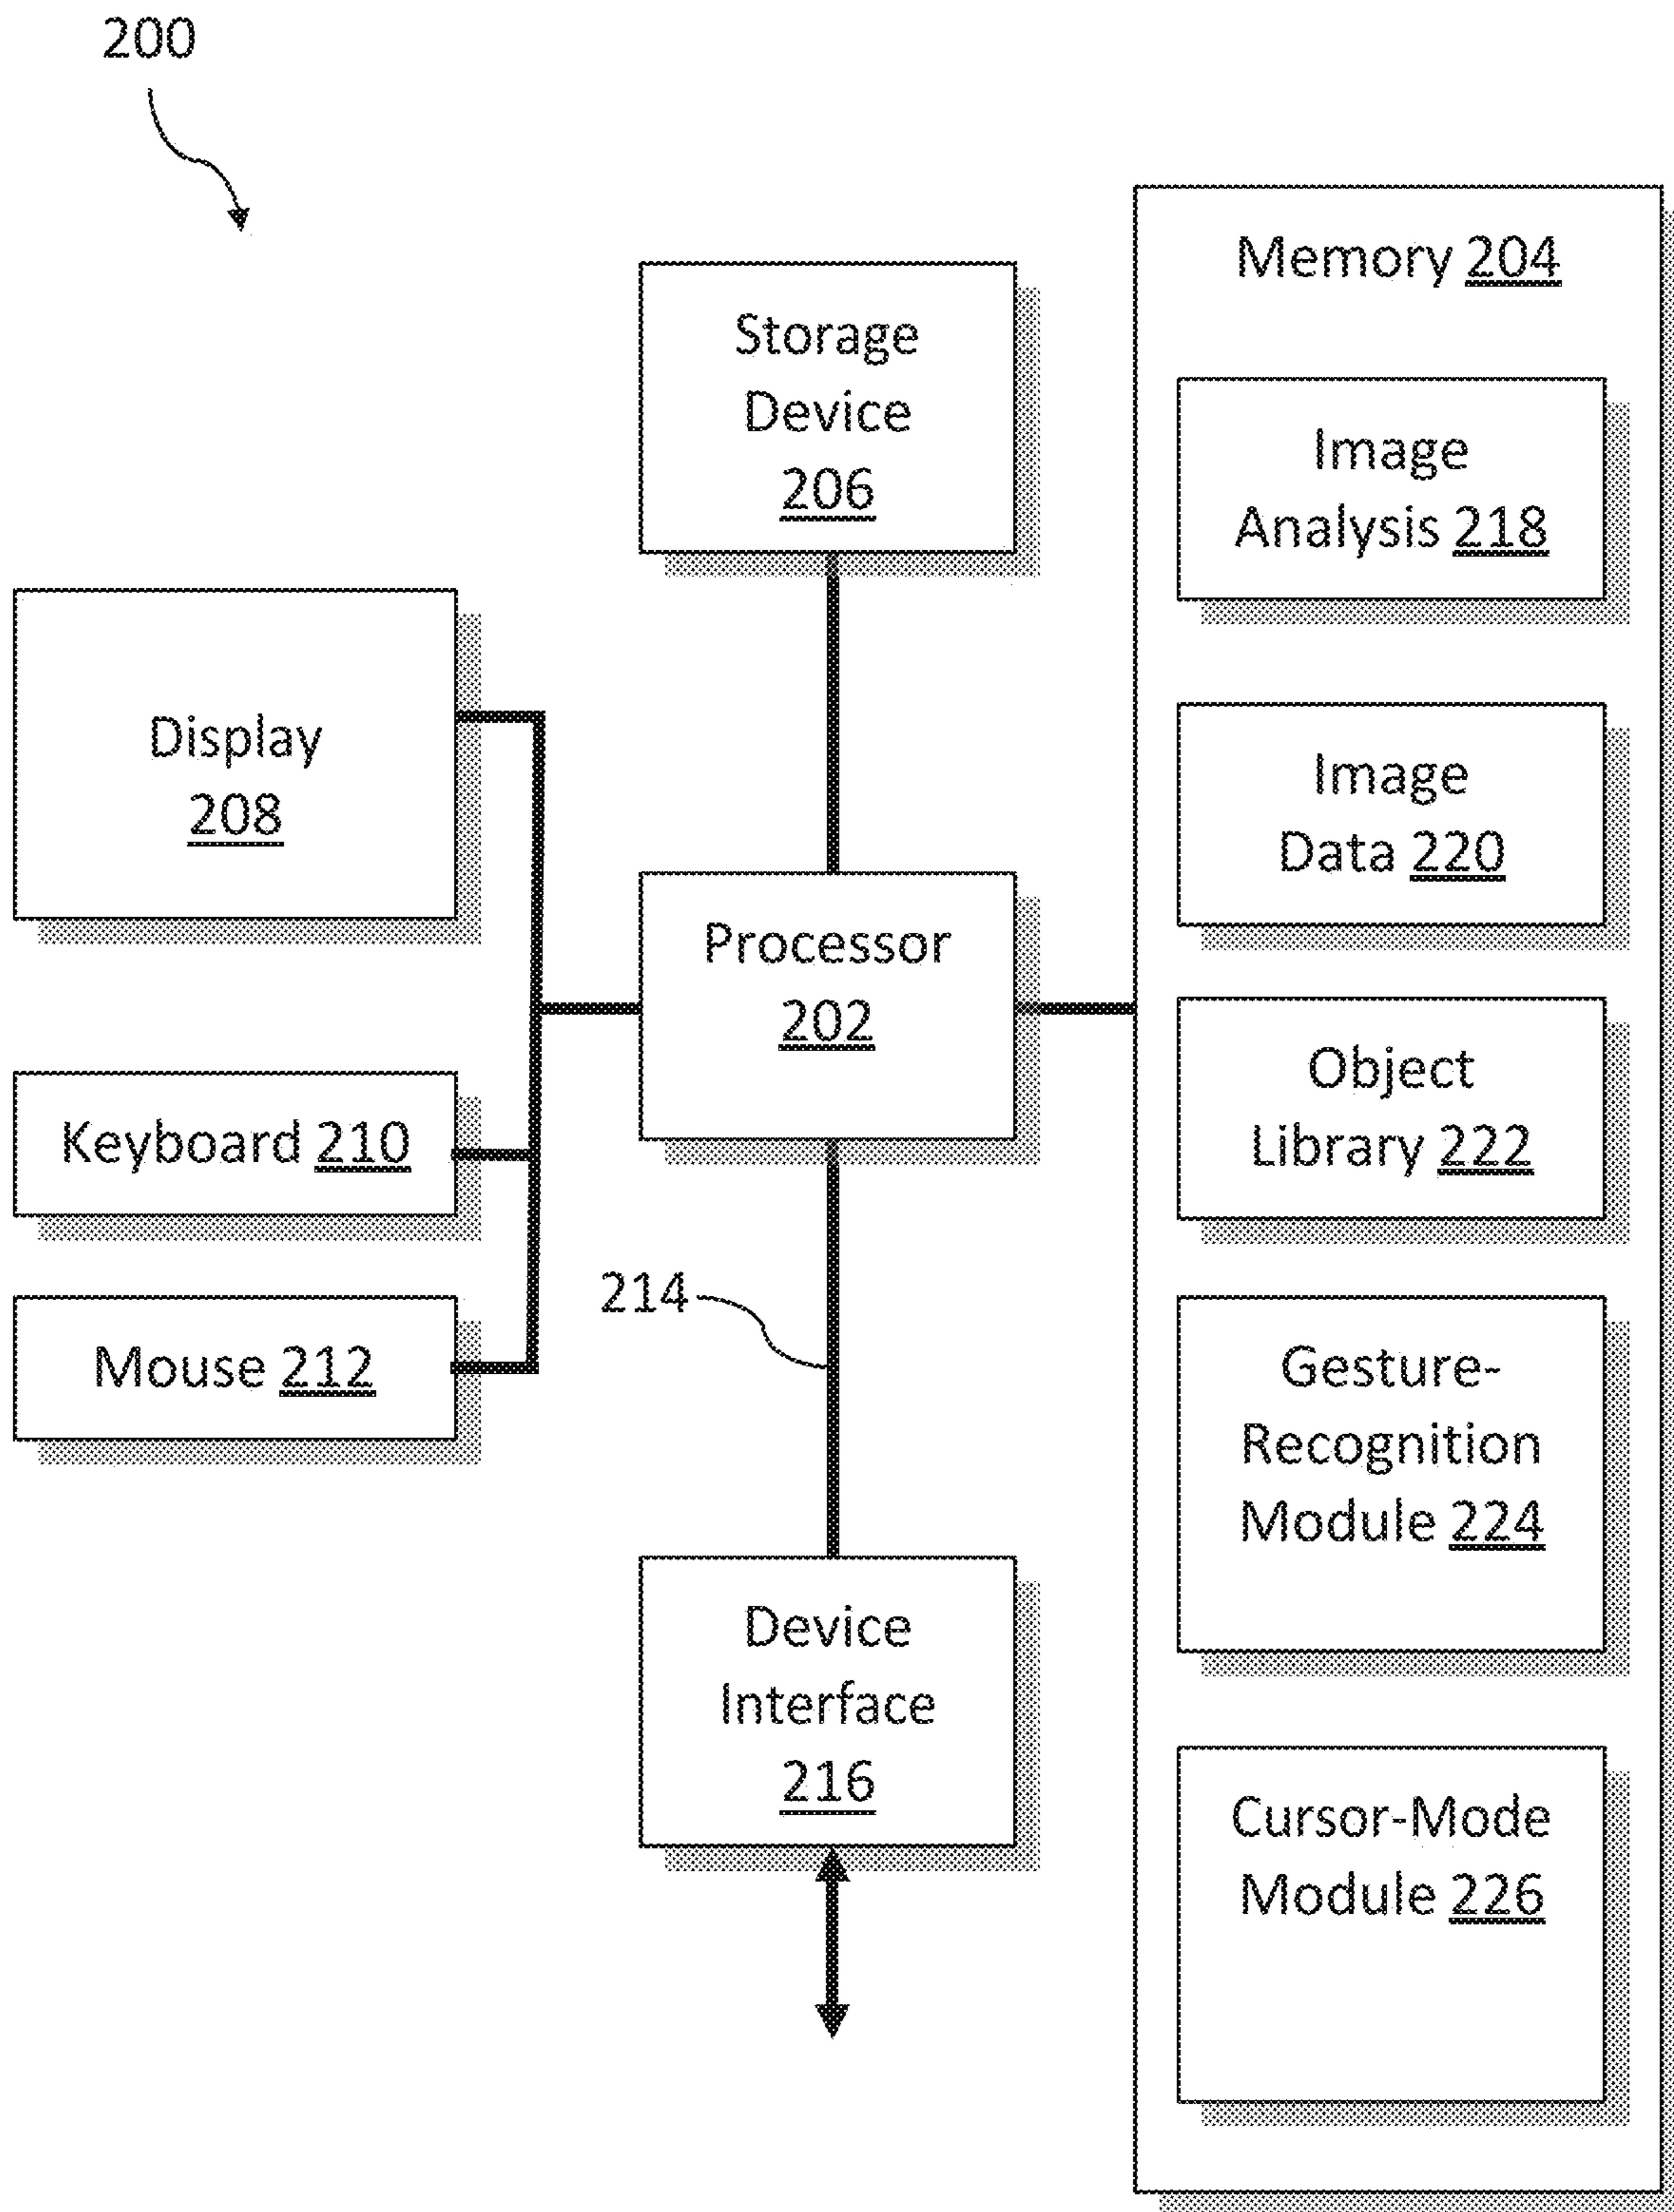 200
Storage
Device
206
Display
208
Processor
202
Keyboard 210
Mouse 212
214
Device
Interface
216
Memory 204
Image
Analysis 218
Image
Data 220
Object
Library 222
Gesture-
Recognition
Module 224
Cursor-Mode
Module 226